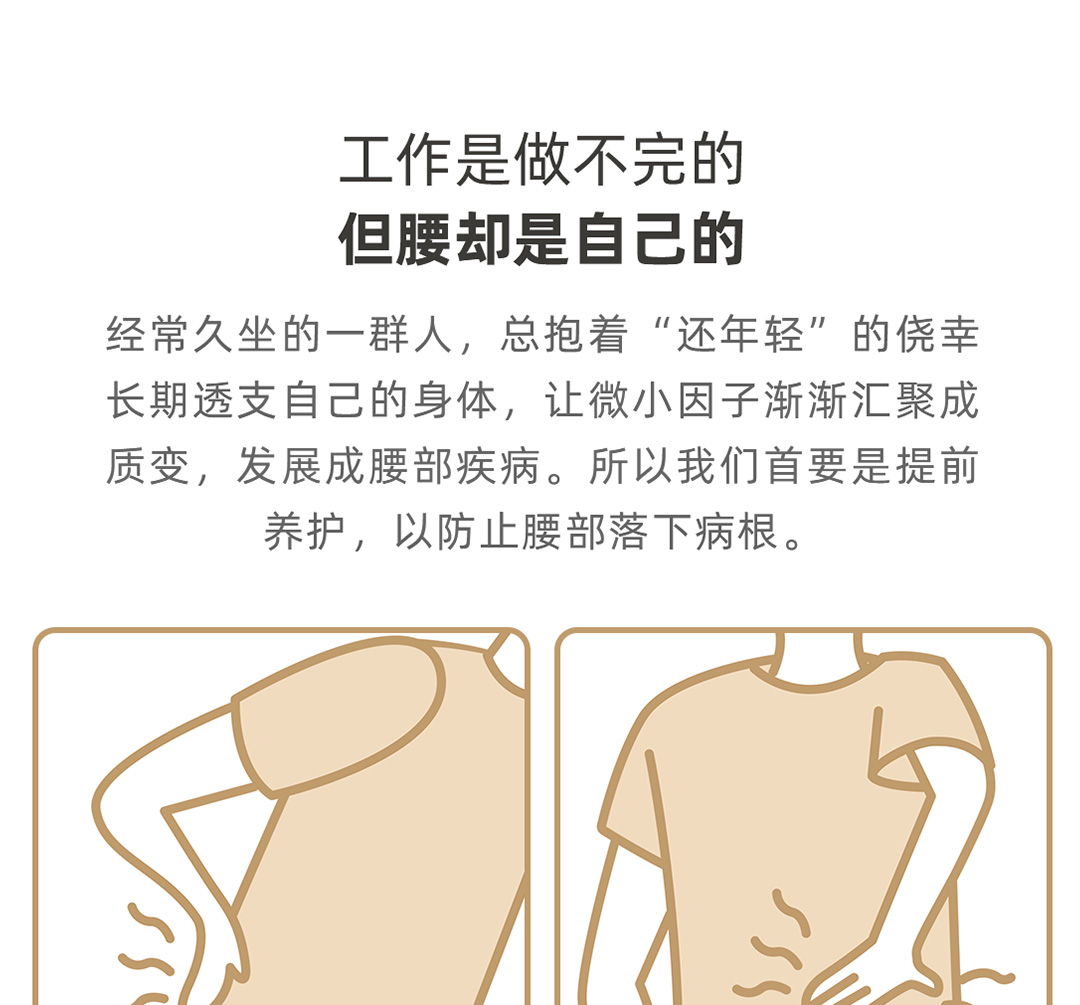 工作是做不完的
但腰却是自己的
经常久坐的一群人，总抱着“还年轻”的侥幸
长期透支自己的身体，让微小因子渐渐汇聚成
质变，发展成腰部疾病。所以我们首要是提前
养护，以防止腰部落下病根。